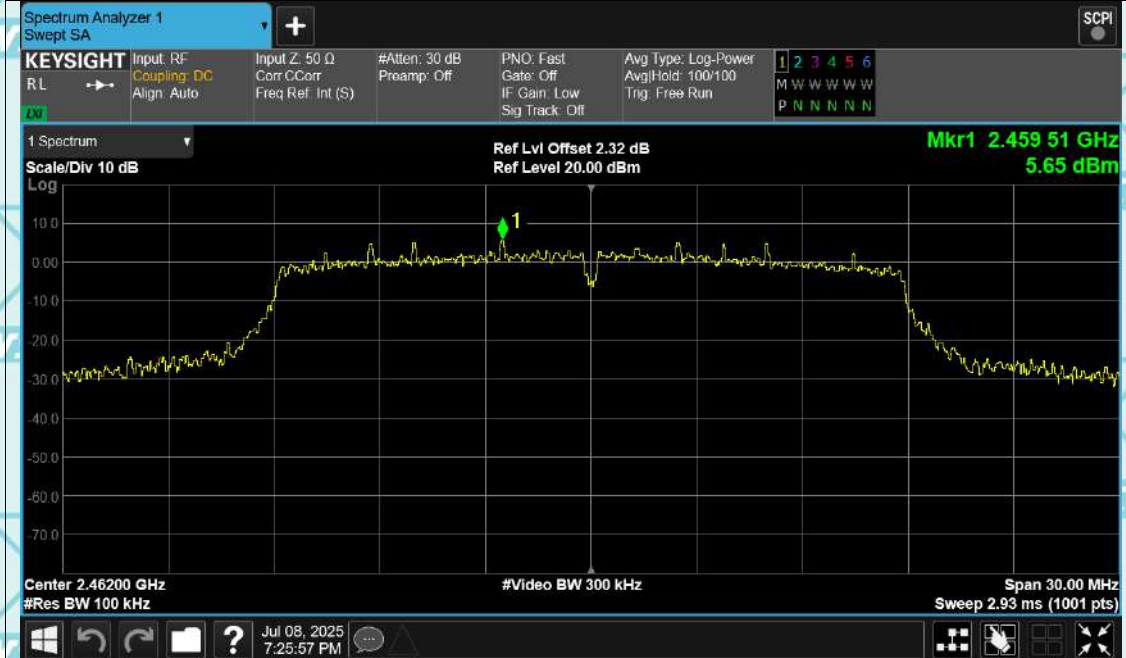 Spectrum Analyzer 1
Swept SA
+
SCPI
KEYSIGHT
RL
LXI
Input: RF
Coupling: DC
Align: Auto
Input Z: 50 Ω
Corr CCorr
Freq Ref: Int (S)
#Atten: 30 dB
Preamp: Off
PNO: Fast
Gate: Off
IF Gain: Low
Sig Track: Off
Avg Type: Log-Power
Avg|Hold: 100/100
Trig: Free Run
1 2 3 4 5 6
M W W W W W
P N N N N N
1 Spectrum
Scale/Div 10 dB
Ref Lvl Offset 2.32 dB
Ref Level 20.00 dBm
Mkr1 2.459 51 GHz
5.65 dBm
Log
1
10.0
0.00
-10.0
-20.0
-30.0
-40.0
-50.0
-60.0
-70.0
Center 2.46200 GHz
#Video BW 300 kHz
Span 30.00 MHz
#Res BW 100 kHz
Sweep 2.93 ms (1001 pts)
?
Jul 08, 2025
7:25:57 PM